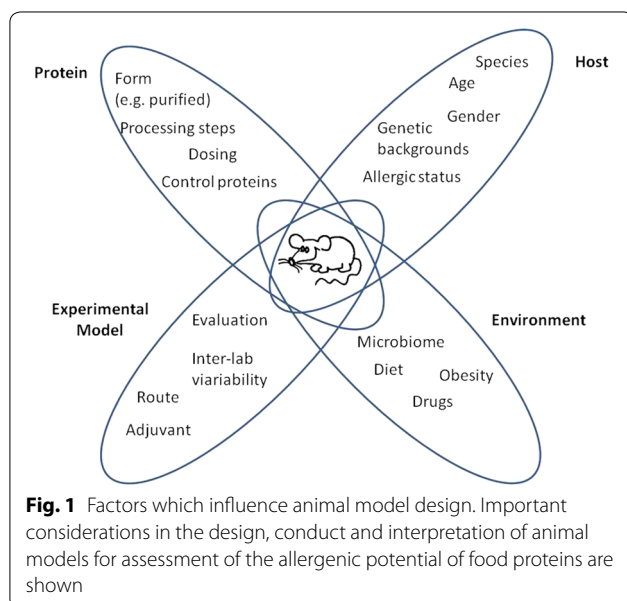 Protein
Form
(e.g. purified)
Processing steps
Dosing
Control proteins
Host
Species
Age
Gender
Genetic
backgrounds
Allergic status
Experimental
Model
Evaluation
Inter-lab
viariability
Route
Adjuvant
Environment
Microbiome
Diet
Obesity
Drugs
Fig. 1 Factors which influence animal model design. Important
considerations in the design, conduct and interpretation of animal
models for assessment of the allergenic potential of food proteins are
shown